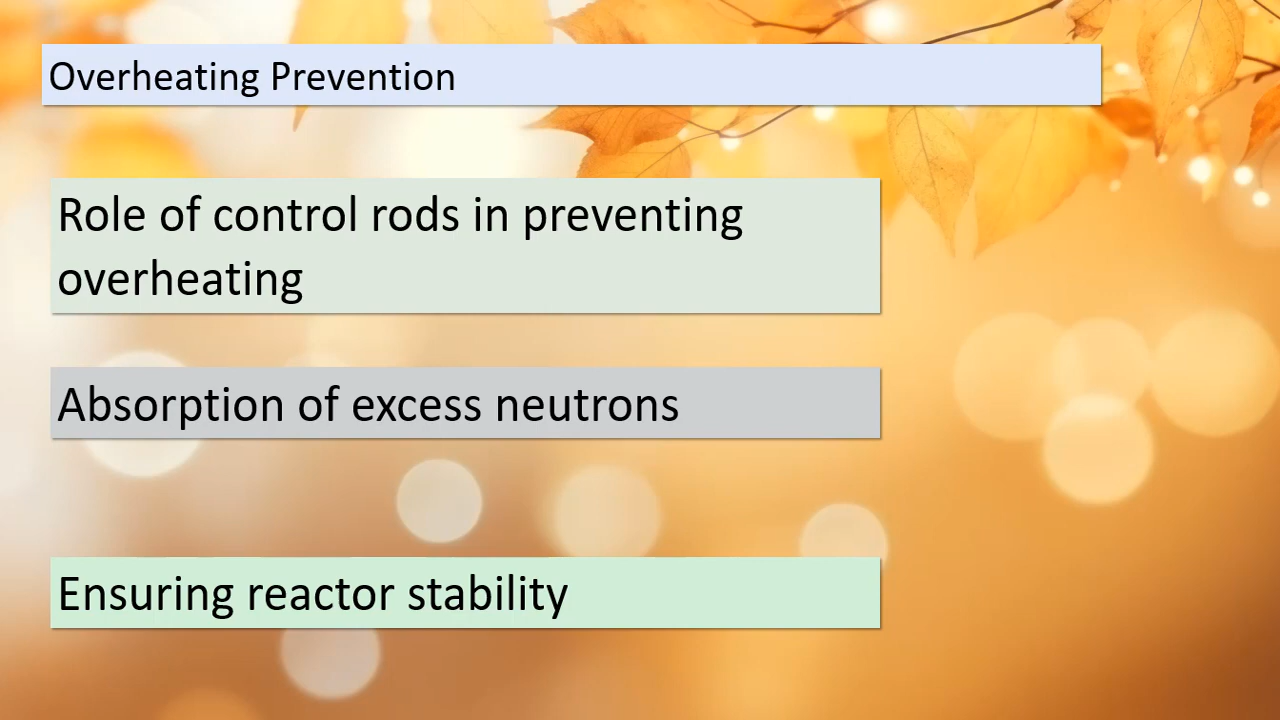 Overheating Prevention
Role of control rods in preventing
overheating
Absorption of excess neutrons
Ensuring reactor stability